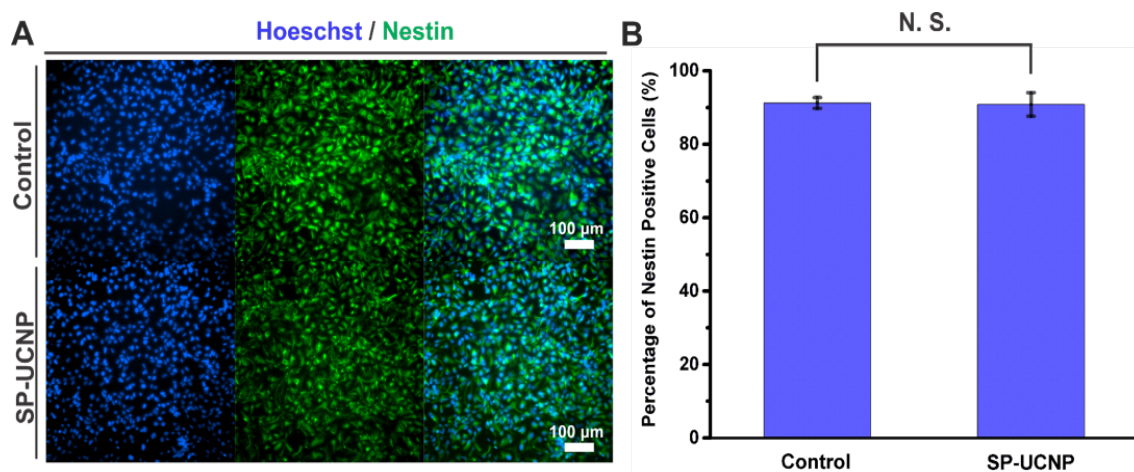 A
Hoeschst / Nestin
Control
100 µm
SP-UCNP
100 µm
B
N. S.
Percentage of Nestin Positive Cells (%)
100
80
60
40
20
0
Control
SP-UCNP